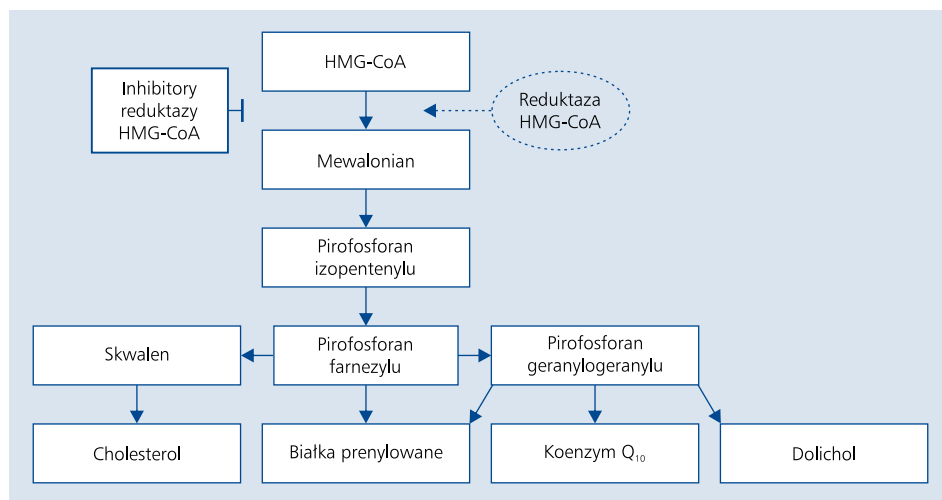 HMG-CoA
Inhibitory
reduktazy
HMG-CoA
Reduktaza
HMG-CoA
Mewalonian
Pirofosforan
izopentenylu
Skwalen
Pirofosforan
farnezylu
Pirofosforan
geranylogeranylu
Cholesterol
Białka prenylowane
Koenzym Q₁₀
Dolichol